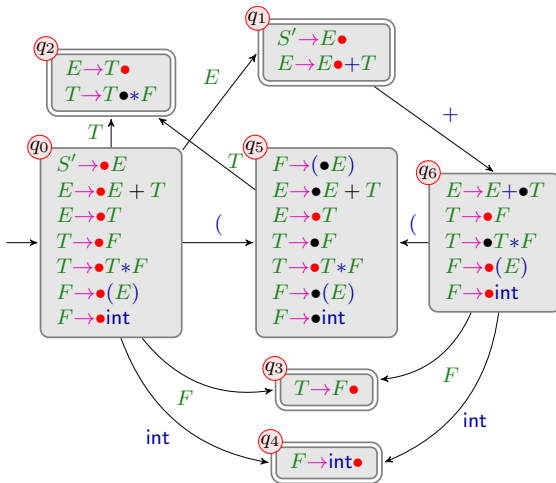 q1
S′→E•
E→E•+T
q2
E→T•
T→T•*F
E
T
+
q0
S′→•E
E→•E + T
E→•T
T→•F
T→•T*F
F→•(E)
F→•int
(
T
q5
F→(•E)
E→•E + T
E→•T
T→•F
T→•T*F
F→•(E)
F→•int
(
q6
E→E+•T
T→•F
T→•T*F
F→•(E)
F→•int
q3
T→F•
F
F
int
int
q4
F→int•